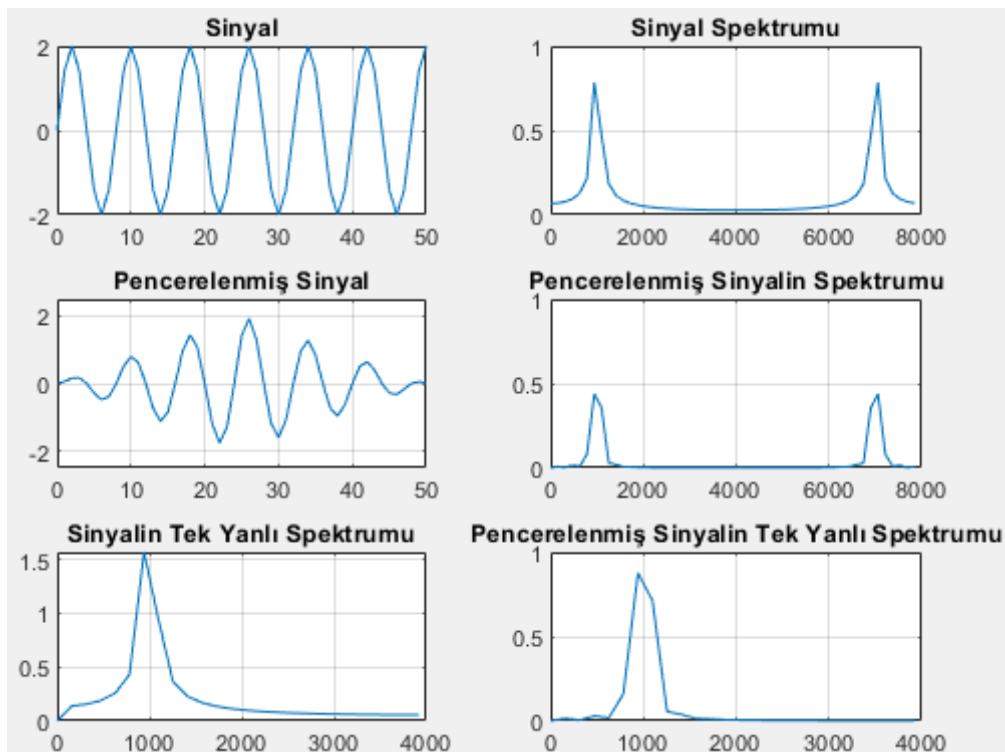 Sinyal
2
0
-2
0 10 20 30 40 50
Sinyal Spektrumu
1
0.5
0
0 2000 4000 6000 8000
Pencerelenmiş Sinyal
2
0
-2
0 10 20 30 40 50
Pencerelenmiş Sinyalin Spektrumu
1
0.5
0
0 2000 4000 6000 8000
Sinyalin Tek Yanlı Spektrumu
1.5
1
0.5
0
0 1000 2000 3000 4000
Pencerelenmiş Sinyalin Tek Yanlı Spektrumu
1
0.5
0
0 1000 2000 3000 4000